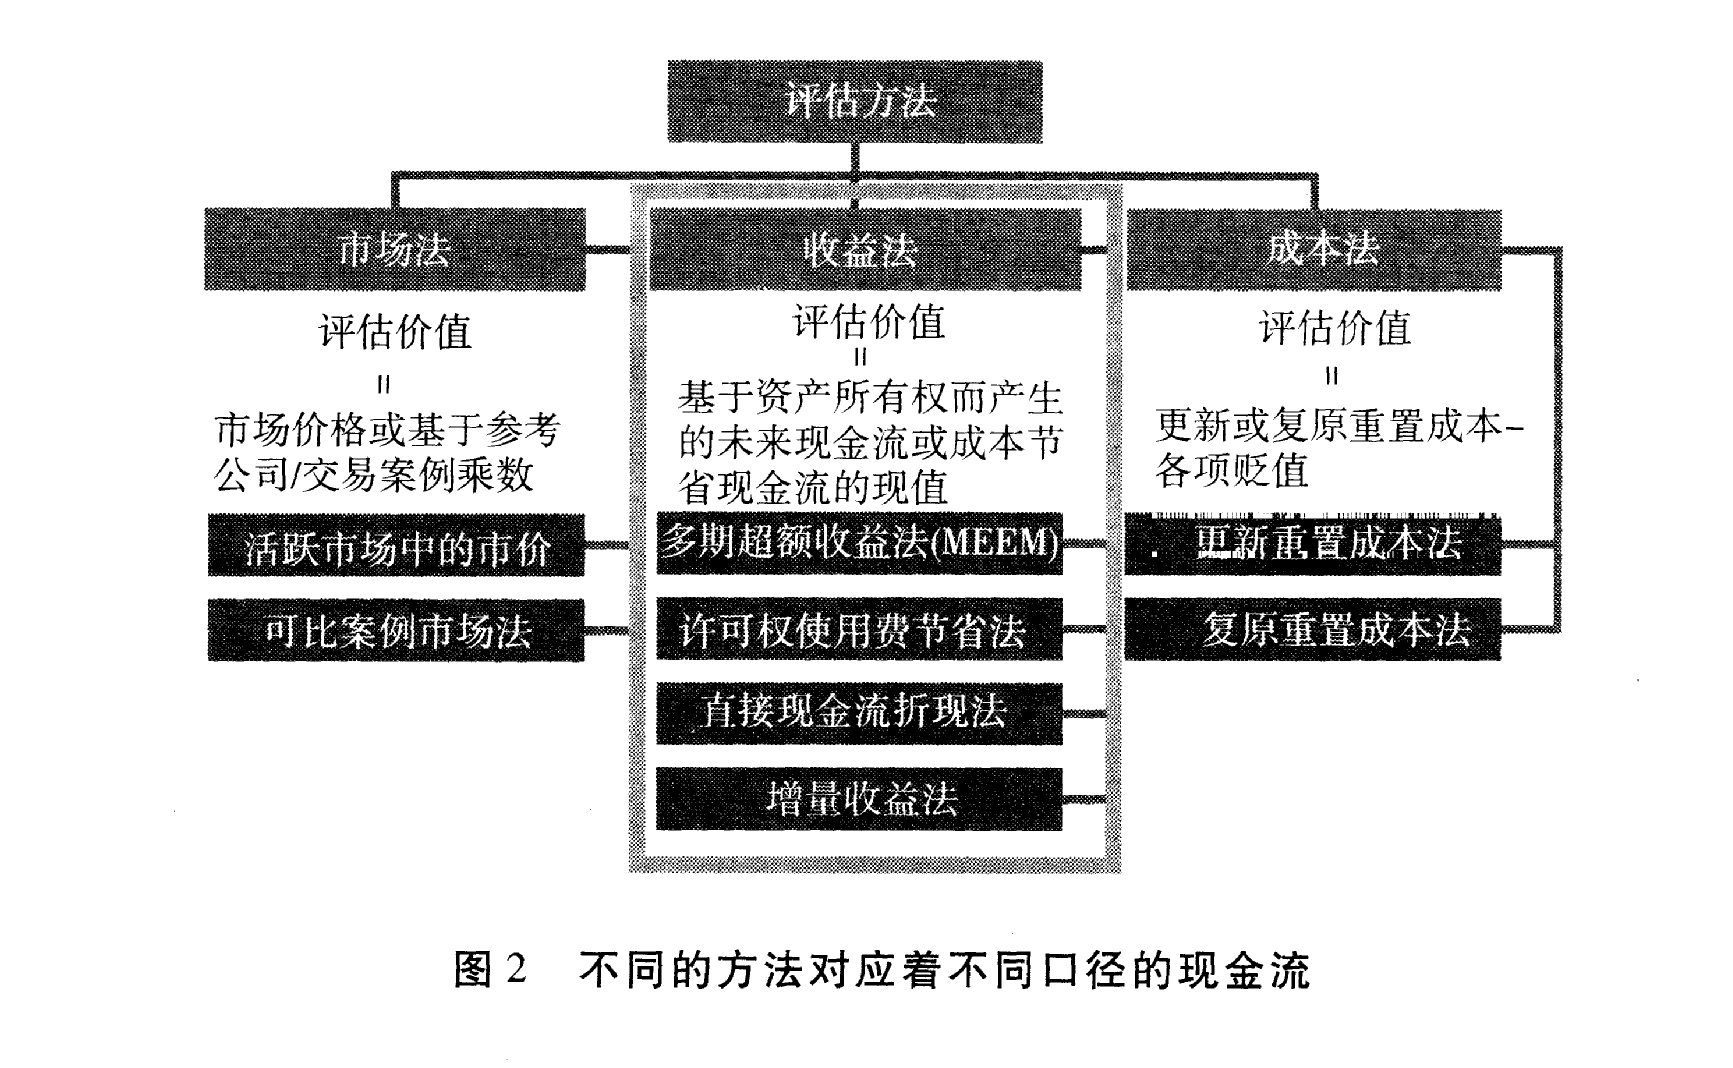 评估方法
市场法
评估价值
=
市场价格或基于参考
公司/交易案例乘数
活跃市场中的市价
可比案例市场法
收益法
评估价值
=
基于资产所有权而产生
的未来现金流或成本节
省现金流的现值
多期超额收益法(MEEM)
许可权使用费节省法
直接现金流折现法
增量收益法
成本法
评估价值
=
更新或复原重置成本-
各项贬值
更新重置成本法
复原重置成本法
图2 不同的方法对应着不同口径的现金流